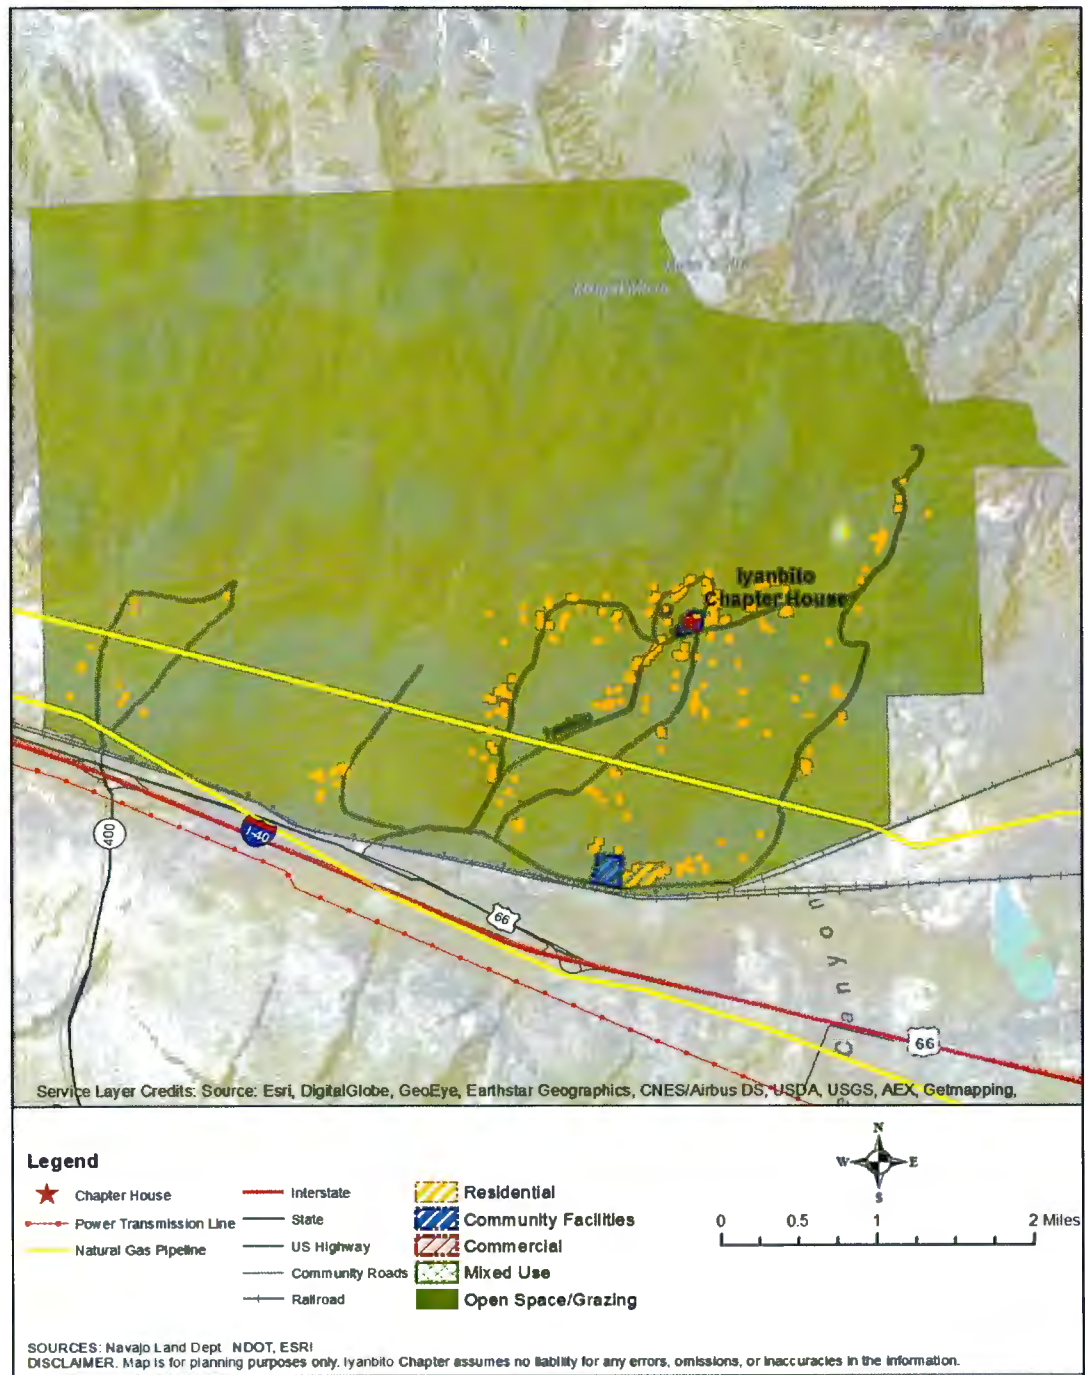 Iyanbito
Chapter House
400
I-40
66
Canyon
66
Service Layer Credits: Source: Esri, DigitalGlobe, GeoEye, Earthstar Geographics, CNES/Airbus DS, USDA, USGS, AEX, Getmapping,
Legend
Chapter House
Power Transmission Line
Natural Gas Pipeline
Interstate
State
US Highway
Community Roads
Railroad
Residential
Community Facilities
Commercial
Mixed Use
Open Space/Grazing
N
W E
S
0 0.5 1 2 Miles
SOURCES: Navajo Land Dept NDOT, ESRI
DISCLAIMER. Map is for planning purposes only. Iyanbito Chapter assumes no liability for any errors, omissions, or inaccuracies in the information.